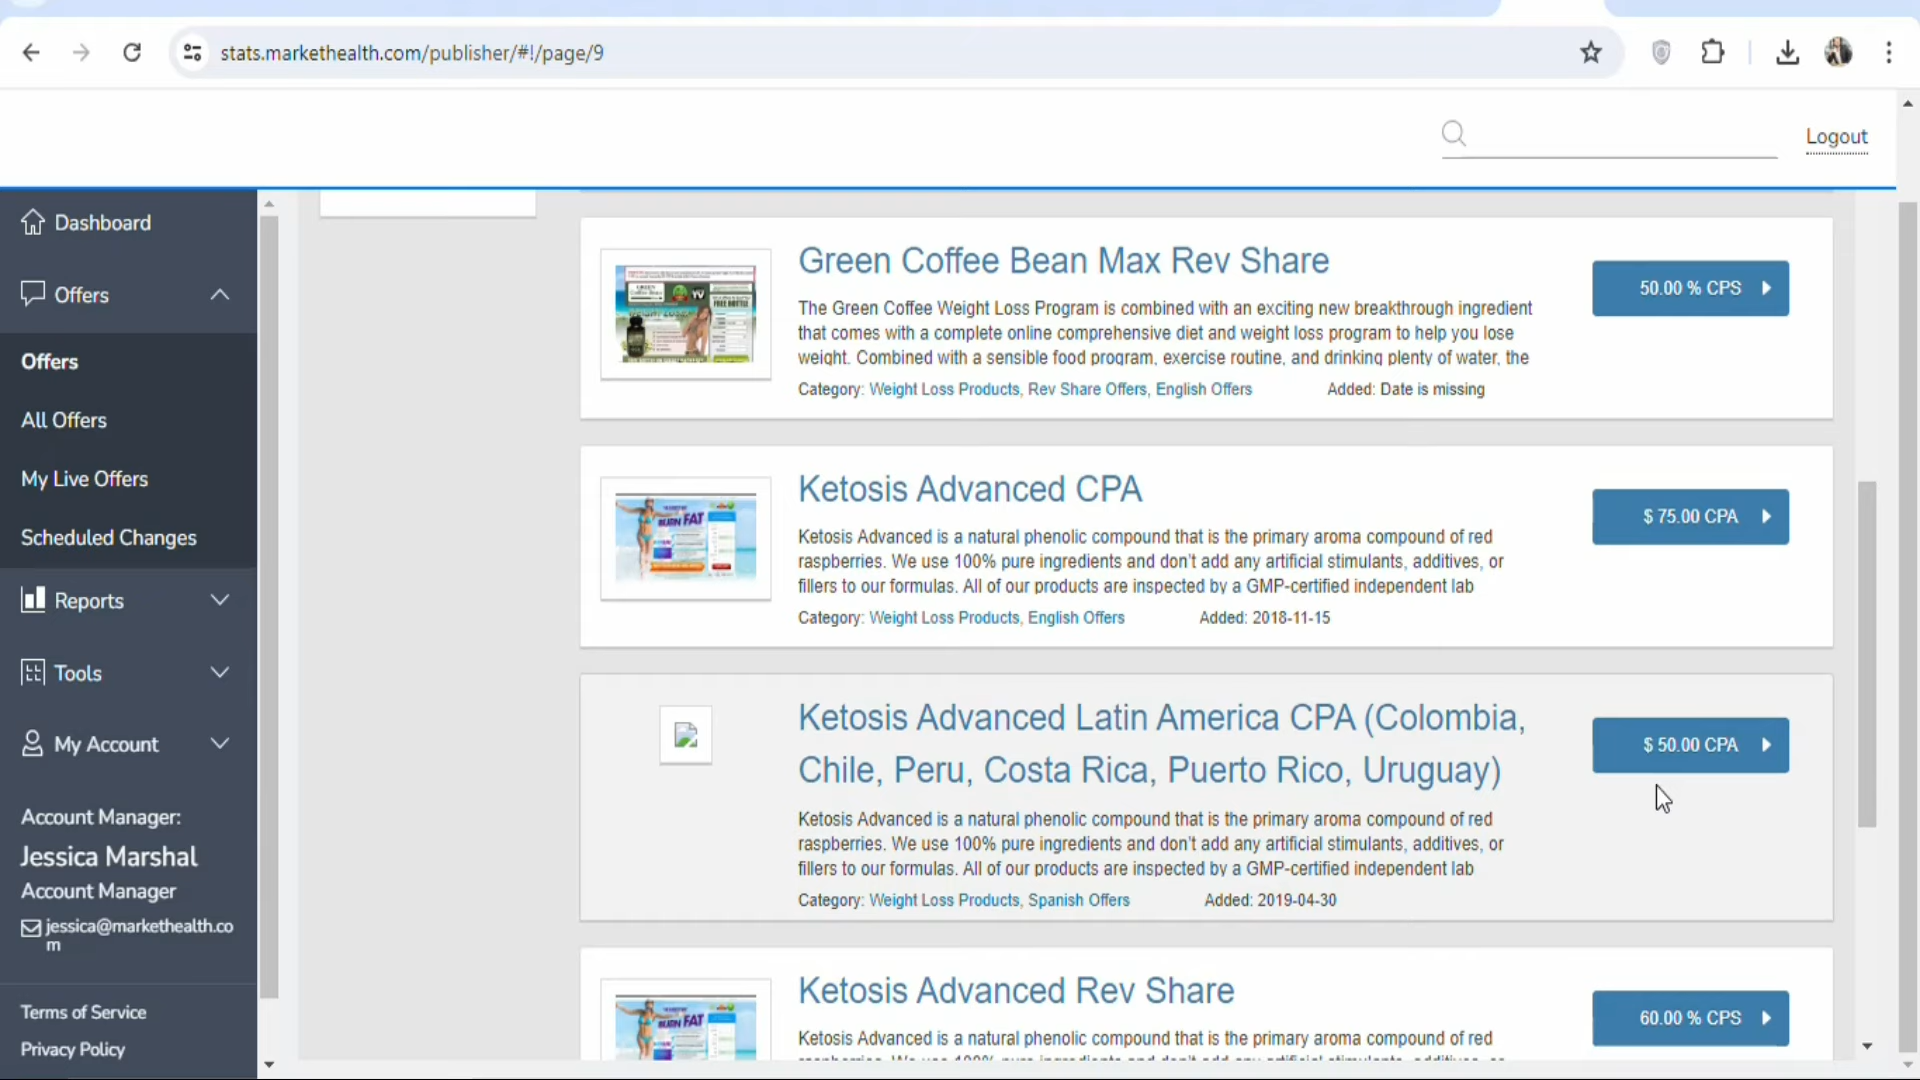 stats.markethealth.com/publisher/#!/page/9
Logout
Dashboard
Offers
Offers
All Offers
My Live Offers
Scheduled Changes
Reports
Tools
My Account
Account Manager:
Jessica Marshal
Account Manager
jessica@markethealth.co
m
Terms of Service
Privacy Policy
Green Coffee Bean Max Rev Share
50.00 % CPS
The Green Coffee Weight Loss Program is combined with an exciting new breakthrough ingredient
that comes with a complete online comprehensive diet and weight loss program to help you lose
weight. Combined with a sensible food program, exercise routine, and drinking plenty of water, the
Category: Weight Loss Products, Rev Share Offers, English Offers Added: Date is missing
BURN FAT
Ketosis Advanced CPA
$ 75.00 CPA
Ketosis Advanced is a natural phenolic compound that is the primary aroma compound of red
raspberries. We use 100% pure ingredients and don't add any artificial stimulants, additives, or
fillers to our formulas. All of our products are inspected by a GMP-certified independent lab
Category: Weight Loss Products, English Offers Added: 2018-11-15
Ketosis Advanced Latin America CPA (Colombia,
Chile, Peru, Costa Rica, Puerto Rico, Uruguay)
$ 50.00 CPA
Ketosis Advanced is a natural phenolic compound that is the primary aroma compound of red
raspberries. We use 100% pure ingredients and don't add any artificial stimulants, additives, or
fillers to our formulas. All of our products are inspected by a GMP-certified independent lab
Category: Weight Loss Products, Spanish Offers Added: 2019-04-30
BURN FAT
Ketosis Advanced Rev Share
60.00 % CPS
Ketosis Advanced is a natural phenolic compound that is the primary aroma compound of red